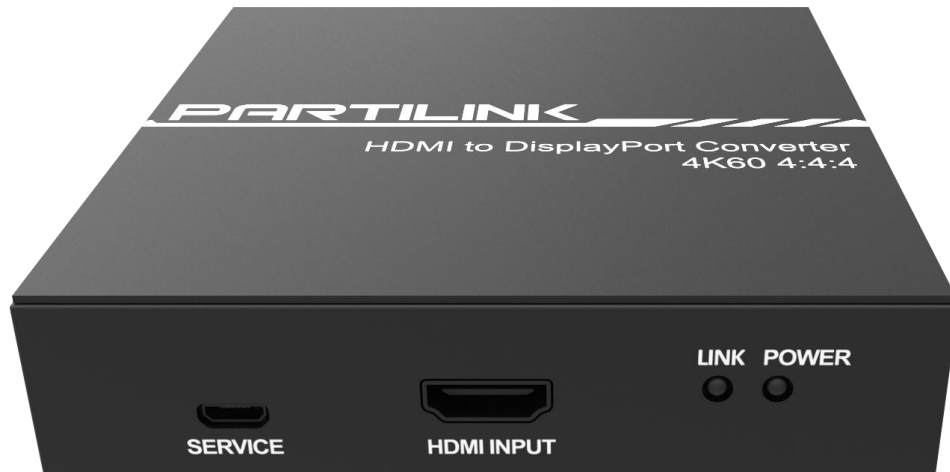 PARTILINK
HDMI to DisplayPort Converter
4K60 4:4:4
LINK POWER
SERVICE
HDMI INPUT